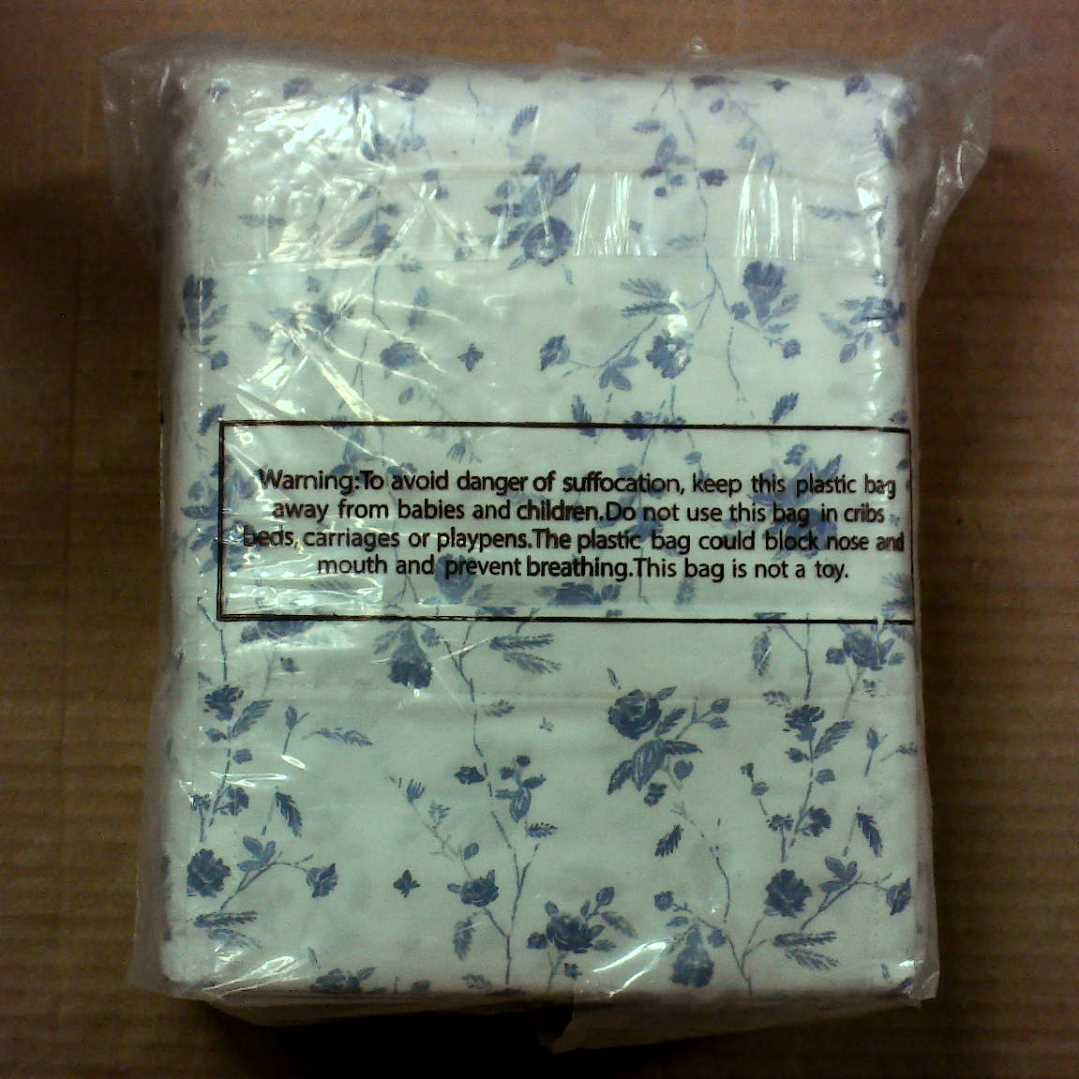 Warning:To avoid danger of suffocation, keep this plastic bag
away from babies and children.Do not use this bag in cribs
beds, carriages or playpens.The plastic bag could block nose and
mouth and prevent breathing.This bag is not a toy.